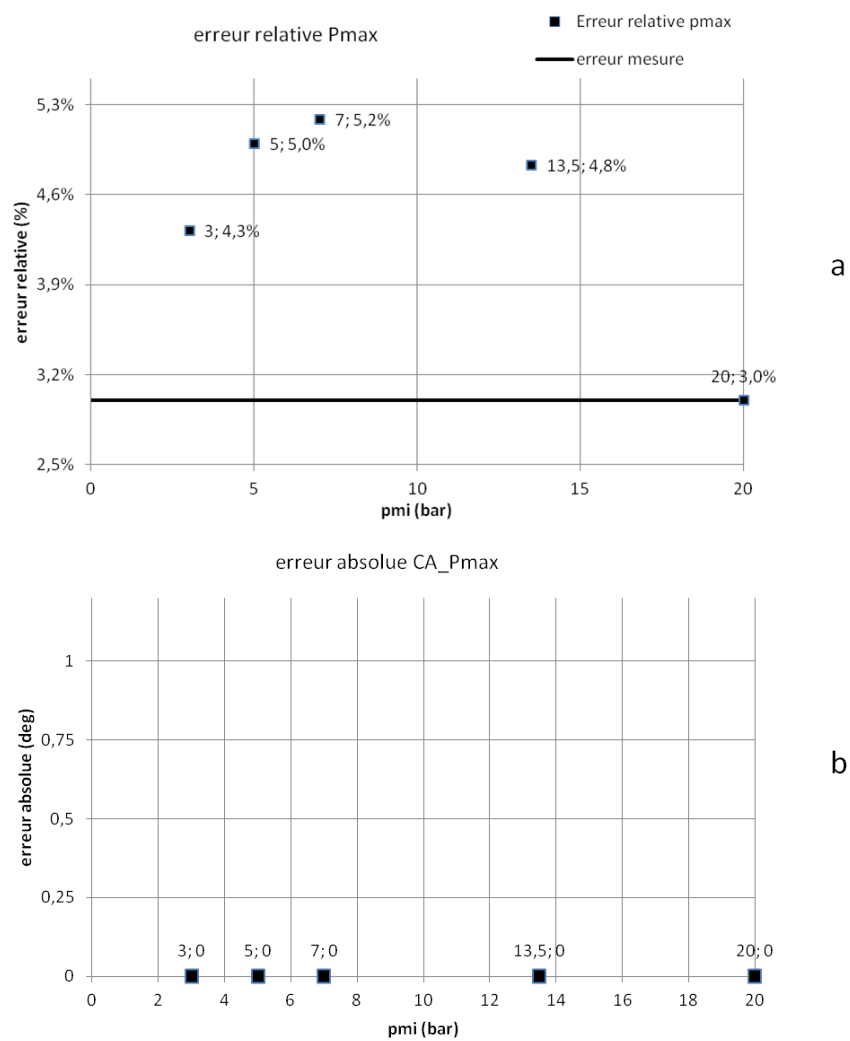 erreur relative Pmax
Erreur relative pmax
erreur mesure
5,3%
4,6%
3,9%
3,2%
2,5%
erreur relative (%)
7; 5,2%
5; 5,0%
13,5; 4,8%
3; 4,3%
20; 3,0%
0 5 10 15 20
pmi (bar)
a
erreur absolue CA_Pmax
1
0,75
0,5
0,25
0
erreur absolue (deg)
3; 0 5; 0 7; 0 13,5; 0 20; 0
0 2 4 6 8 10 12 14 16 18 20
pmi (bar)
b